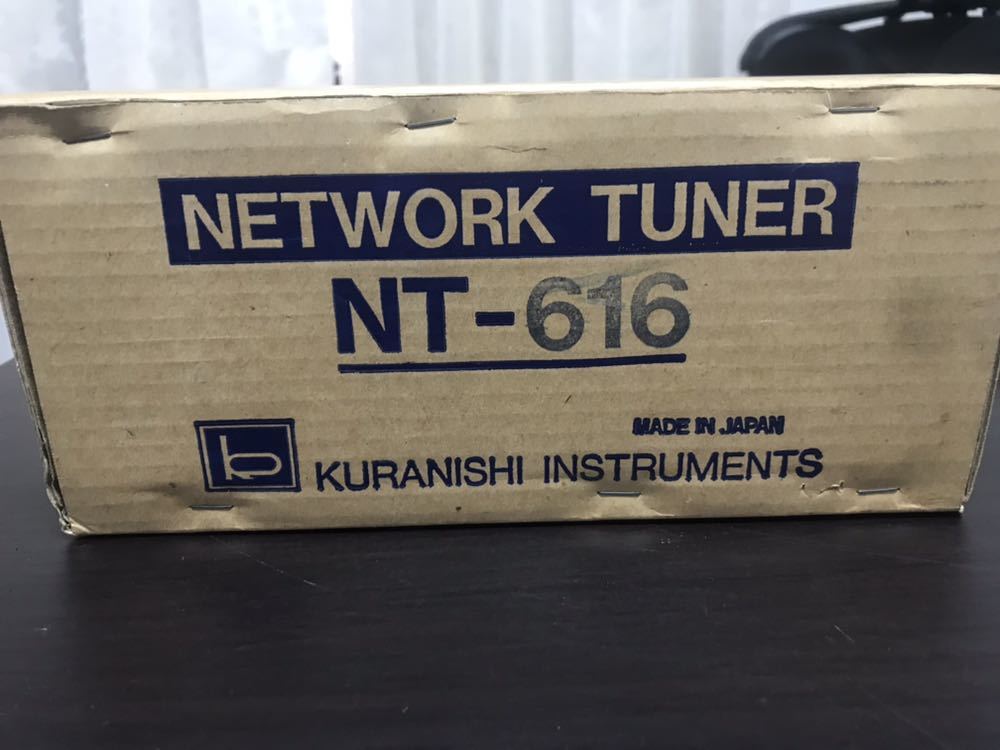 NETWORK TUNER
NT-616
MADE IN JAPAN
KURANISHI INSTRUMENTS